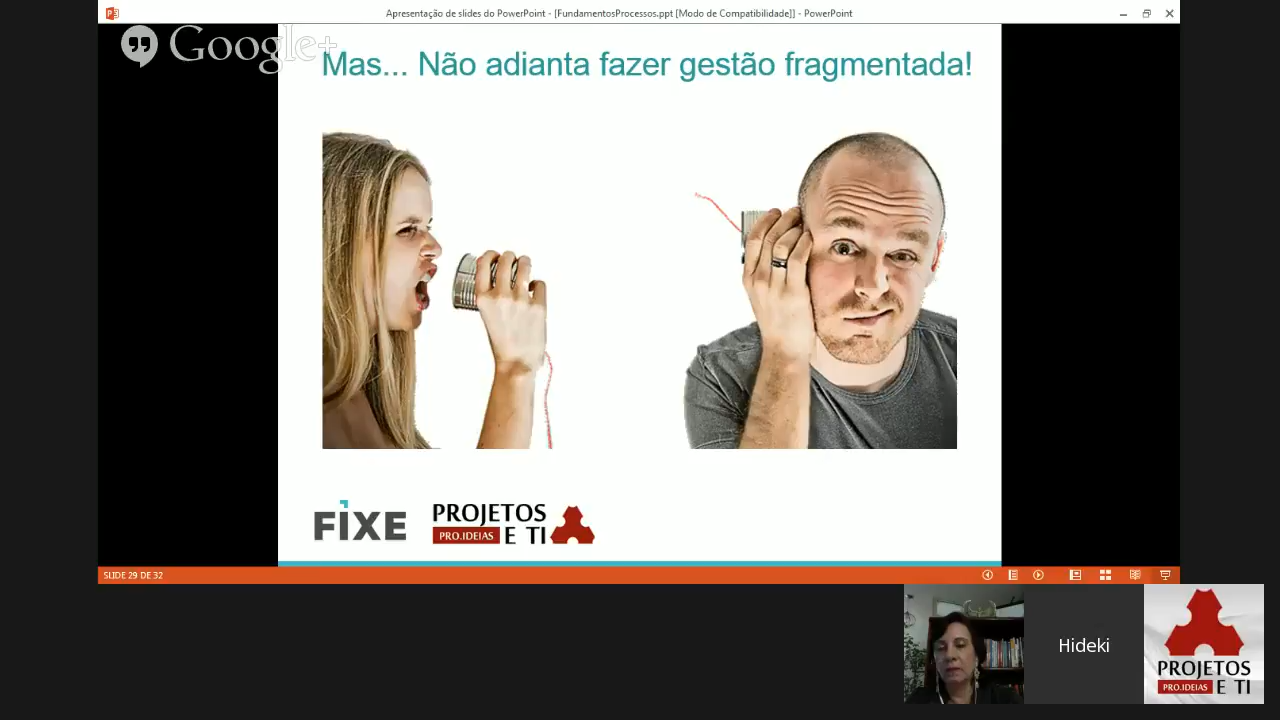 Apresentação de slides do PowerPoint - [FundamentosProcessos.ppt [Modo de Compatibilidade]] - PowerPoint
Google+
Mas... Não adianta fazer gestão fragmentada!
FIXE
PROJETOS
PRO.IDEIAS E TI
SLIDE 29 DE 32
Hideki
PROJETOS
PRO.IDEIAS E TI